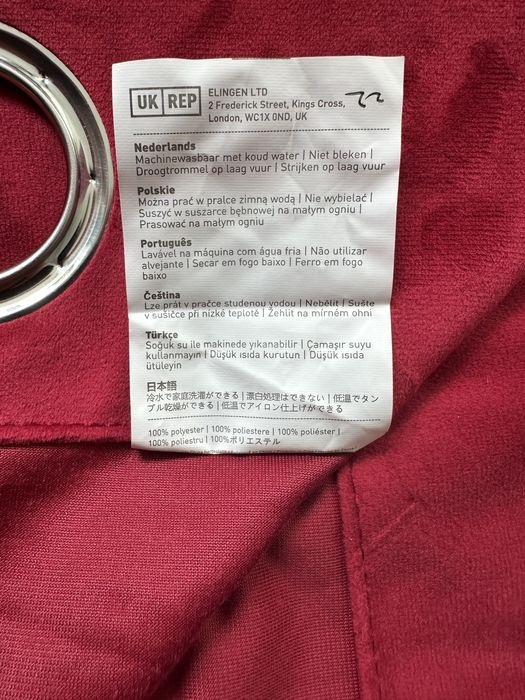 UK REP
ELINGEN LTD
2 Frederick Street, Kings Cross,
London, WC1X 0ND, UK
Nederlands
Machinewasbaar met koud water | Niet bleken |
Droogtrommel op laag vuur | Strijken op laag vuur
Polskie
Można prać w pralce zimną wodą | Nie wybielać |
Suszyć w suszarce bębnowej na małym ogniu |
Prasować na małym ogniu
Português
Lavável na máquina com água fria | Não utilizar
alvejante | Secar em fogo baixo | Ferro em fogo
baixo
Čeština
Lze prát v pračce studenou vodou | Nebělit | Sušte
v sušičce při nízké teplotě | Žehlit na mírném ohni
Türkçe
Soğuk su ile makinede yıkanabilir | Çamaşır suyu
kullanmayın | Düşük ısıda kurutun | Düşük ısıda
ütüleyin
日本語
冷水で家庭洗濯ができる | 漂白処理はできない | 低温でタン
ブル乾燥ができる | 低温でアイロン仕上げができる
100% polyester | 100% poliestere | 100% poliéster |
100% poliestru | 100%ポリエステル